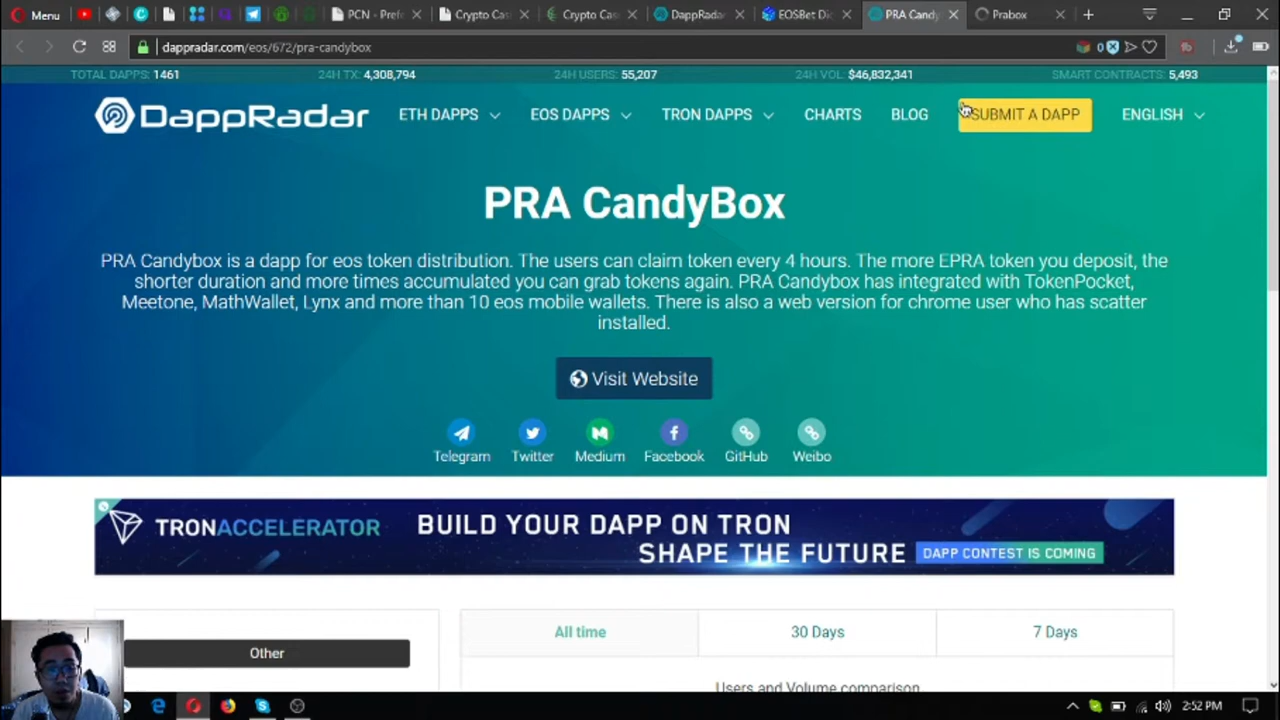 Menu
PCN - Pref
Crypto Cas
Crypto Cas
DappRadar
EOSBet Di
PRA Candy
Prabox
dappradar.com/eos/672/pra-candybox
0
TOTAL DAPPS: 1461
24H TX: 4,308,794
24H USERS: 55,207
24H VOL: $46,832,341
SMART CONTRACTS: 5,493
DappRadar
ETH DAPPS
EOS DAPPS
TRON DAPPS
CHARTS
BLOG
SUBMIT A DAPP
ENGLISH
PRA CandyBox
PRA Candybox is a dapp for eos token distribution. The users can claim token every 4 hours. The more EPRA token you deposit, the
shorter duration and more times accumulated you can grab tokens again. PRA Candybox has integrated with TokenPocket,
Meetone, MathWallet, Lynx and more than 10 eos mobile wallets. There is also a web version for chrome user who has scatter
installed.
Visit Website
Telegram
Twitter
Medium
Facebook
GitHub
Weibo
TRONACCELERATOR
BUILD YOUR DAPP ON TRON
SHAPE THE FUTURE
DAPP CONTEST IS COMING
Other
All time
30 Days
7 Days
Users and Volume comparison
2:52 PM